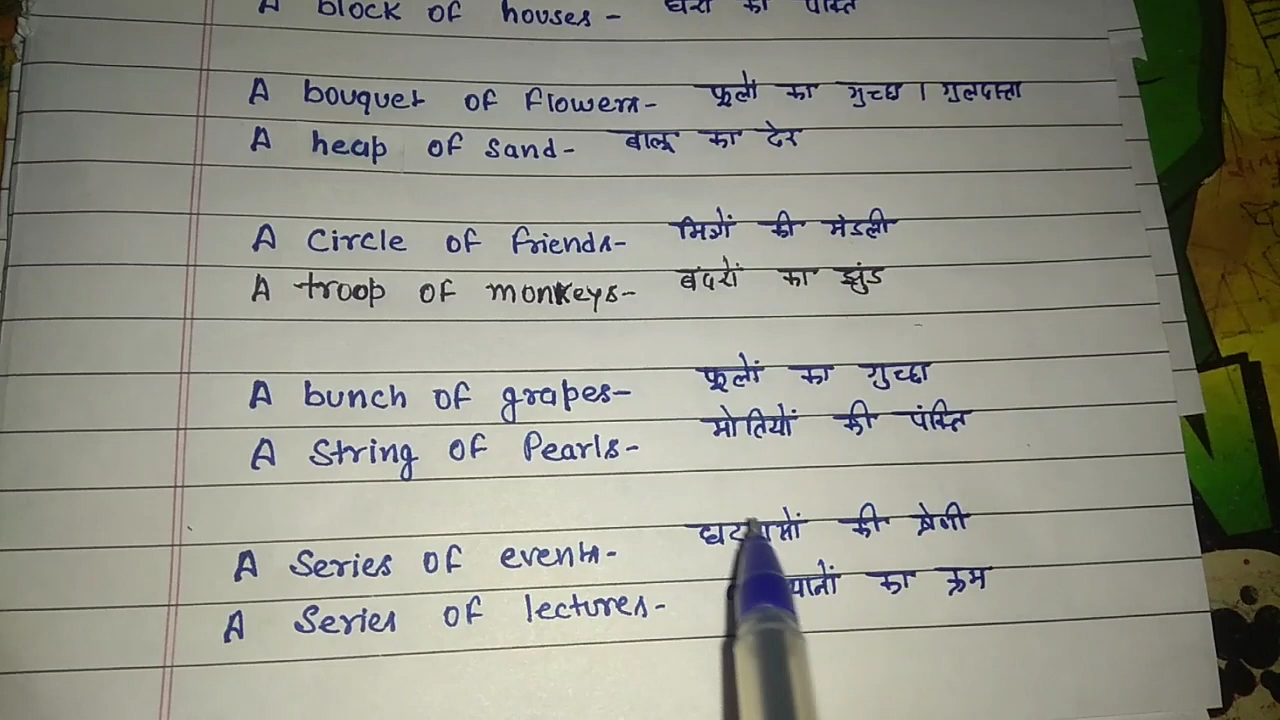 A block of houses - घरों की पंक्ति
A bouquet of flowers- फूलों का गुच्छा । गुलदस्ता
A heap of sand- बालू का ढेर
A Circle of friends- मित्रों की मंडली
A troop of monkeys- बंदरों का झुंड
A bunch of grapes- फूलों का गुच्छा
A String of Pearls- मोतियों की पंक्ति
A Series of events- की श्रेणी
A Series of lectures- का क्रम